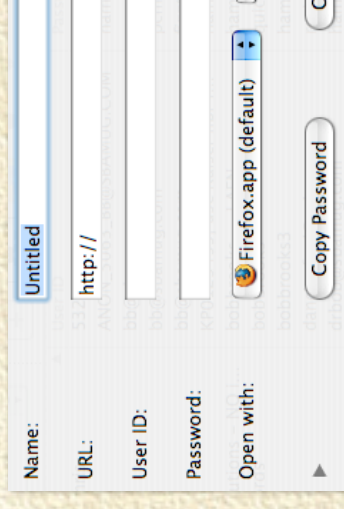 Name: Untitled
URL: http://
User ID:
Password:
Open with: Firefox.app (default)
Copy Password